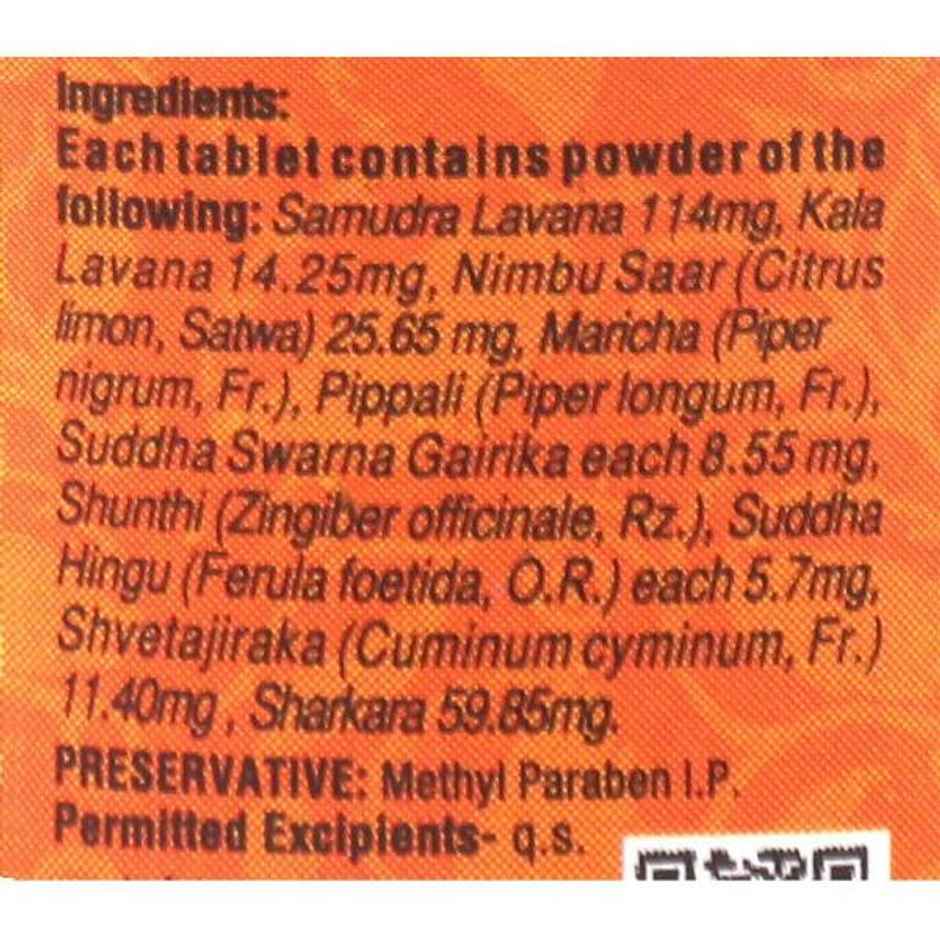 Ingredients:
Each tablet contains powder of the
following: Samudra Lavana 114mg, Kala
Lavana 14.25mg, Nimbu Saar (Citrus
limon, Satwa) 25.65 mg, Maricha (Piper
nigrum, Fr.), Pippali (Piper longum, Fr.),
Suddha Swarna Gairika each 8.55 mg,
Shunthi (Zingiber officinale, Rz.), Suddha
Hingu (Ferula foetida, O.R.) each 5.7mg,
Shvetajiraka (Cuminum cyminum, Fr.)
11.40mg , Sharkara 59.85mg.
PRESERVATIVE: Methyl Paraben I.P.
Permitted Excipients- q.s.